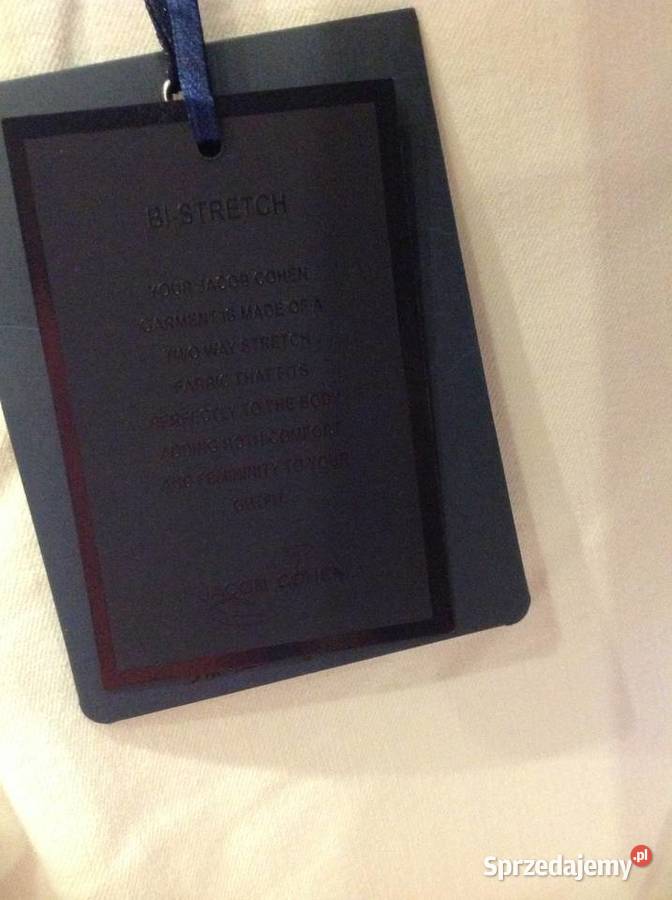 BI-STRETCH
YOUR JACOB COHEN
GARMENT IS MADE OF A
TWO WAY STRETCH
FABRIC THAT FITS
PERFECTLY TO THE BODY
ADDING BOTH COMFORT
AND FEMININITY TO YOUR
OUTFIT
JACOB COHEN
Sprzedajemy.pl